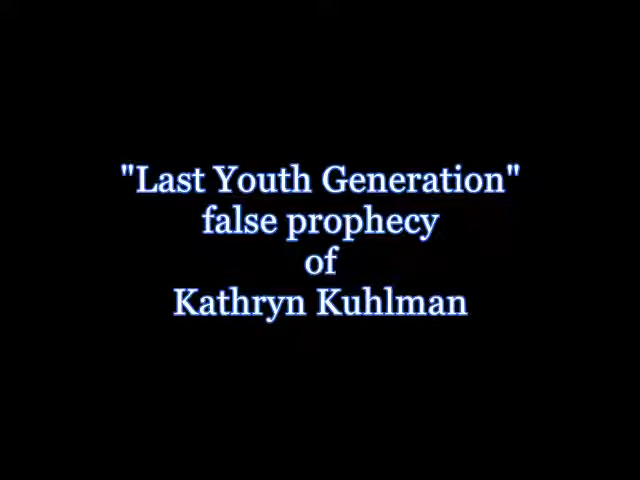 "Last Youth Generation"
false prophecy
of
Kathryn Kuhlman